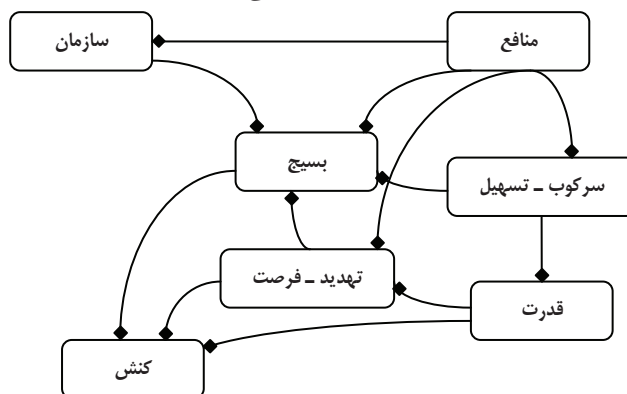 منافع
سازمان
بسیج
سرکوب ـ تسهیل
تهدید ـ فرصت
قدرت
کنش